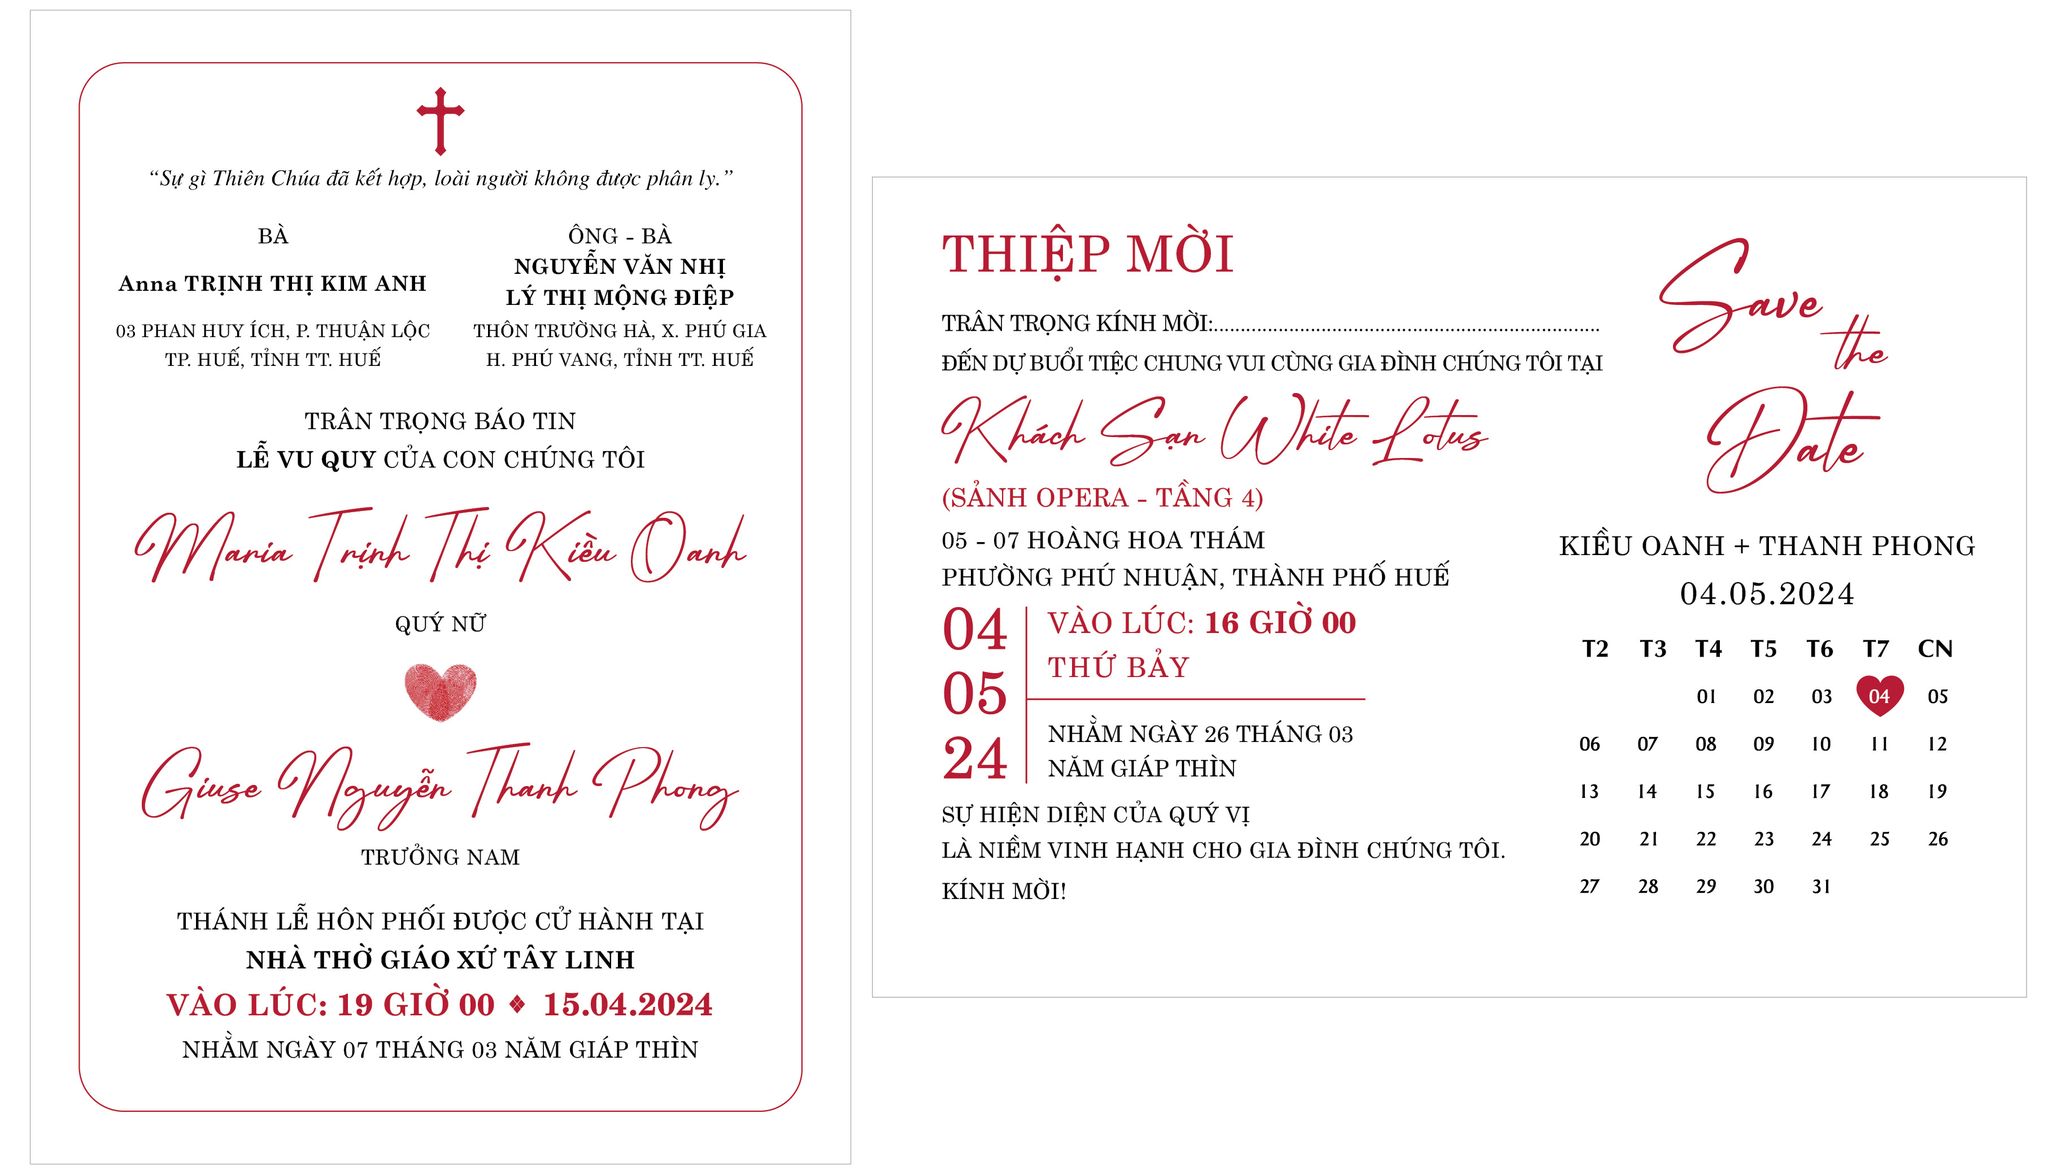 “Sự gì Thiên Chúa đã kết hợp, loài người không được phân ly.”
BÀ
Anna TRỊNH THỊ KIM ANH
03 PHAN HUY ÍCH, P. THUẬN LỘC
TP. HUẾ, TỈNH TT. HUẾ
ÔNG - BÀ
NGUYỄN VĂN NHỊ
LÝ THỊ MỘNG ĐIỆP
THÔN TRƯỜNG HÀ, X. PHÚ GIA
H. PHÚ VANG, TỈNH TT. HUẾ
TRÂN TRỌNG BÁO TIN
LỄ VU QUY CỦA CON CHÚNG TÔI
Maria Trịnh Thị Kiều Oanh
QUÝ NỮ
Giuse Nguyễn Thanh Phong
TRƯỞNG NAM
THÁNH LỄ HÔN PHỐI ĐƯỢC CỬ HÀNH TẠI
NHÀ THỜ GIÁO XỨ TÂY LINH
VÀO LÚC: 19 GIỜ 00 ❖ 15.04.2024
NHẰM NGÀY 07 THÁNG 03 NĂM GIÁP THÌN
THIỆP MỜI
TRÂN TRỌNG KÍNH MỜI:..........................................................................
ĐẾN DỰ BUỔI TIỆC CHUNG VUI CÙNG GIA ĐÌNH CHÚNG TÔI TẠI
Khách Sạn White Lotus
(SẢNH OPERA - TẦNG 4)
05 - 07 HOÀNG HOA THÁM
PHƯỜNG PHÚ NHUẬN, THÀNH PHỐ HUẾ
04
05
24
VÀO LÚC: 16 GIỜ 00
THỨ BẢY
NHẰM NGÀY 26 THÁNG 03
NĂM GIÁP THÌN
SỰ HIỆN DIỆN CỦA QUÝ VỊ
LÀ NIỀM VINH HẠNH CHO GIA ĐÌNH CHÚNG TÔI.
KÍNH MỜI!
Save
the
Date
KIỀU OANH + THANH PHONG
04.05.2024
T2 T3 T4 T5 T6 T7 CN
01 02 03 04 05
06 07 08 09 10 11 12
13 14 15 16 17 18 19
20 21 22 23 24 25 26
27 28 29 30 31